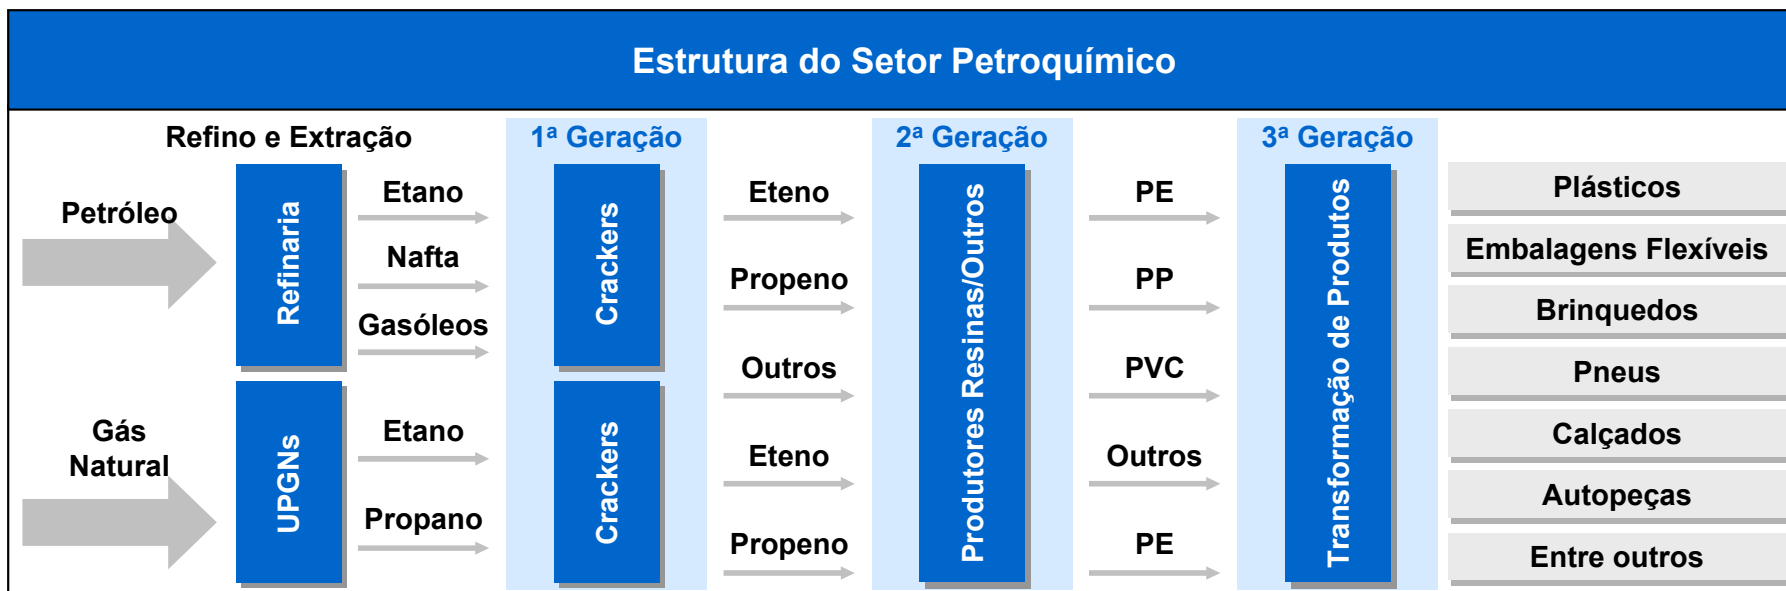 Estrutura do Setor Petroquímico
Refino e Extração
1ª Geração
2ª Geração
3ª Geração
Petróleo
Gás
Natural
Refinaria
UPGNs
Etano
Nafta
Gasóleos
Etano
Propano
Crackers
Crackers
Eteno
Propeno
Outros
Eteno
Propeno
Produtores Resinas/Outros
PE
PP
PVC
Outros
PE
Transformação de Produtos
Plásticos
Embalagens Flexíveis
Brinquedos
Pneus
Calçados
Autopeças
Entre outros